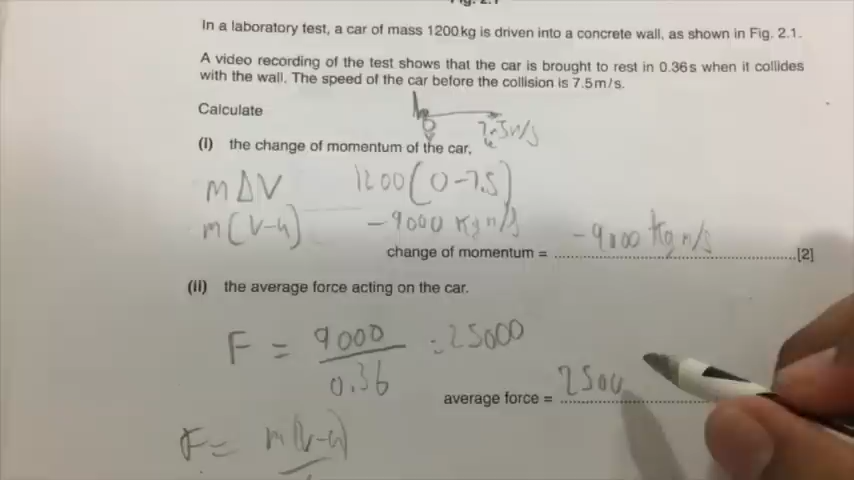 In a laboratory test, a car of mass 1200 kg is driven into a concrete wall, as shown in Fig. 2.1.
A video recording of the test shows that the car is brought to rest in 0.36 s when it collides
with the wall. The speed of the car before the collision is 7.5 m/s.
Calculate
7.5m/s
(i) the change of momentum of the car,
mΔV 1200(0-7.5)
m(V-u) -9000 kg m/s
change of momentum = -9000 kg m/s [2]
(ii) the average force acting on the car.
F = 9000/0.36 = 25000
average force = 2500
F = m(V-u)